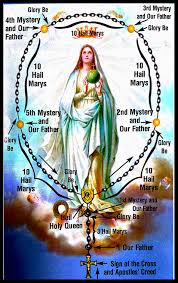 Glory Be
4th Mystery
and Our
Father
3rd Mystery and
Our Father
10 Hail Marys
Glory
Be
10
Hail
Marys
10
Hail
Marys
5th Mystery
and
Our Father
2nd Mystery
and
Our Father
Glory
Be
Glory
Be
10
Hail
Marys
10
Hail
Marys
1st Mystery and
Our Father
Hail
Holy Queen
Glory Be
3 Hail Marys
Our Father
Sign of the Cross
and Apostles' Creed